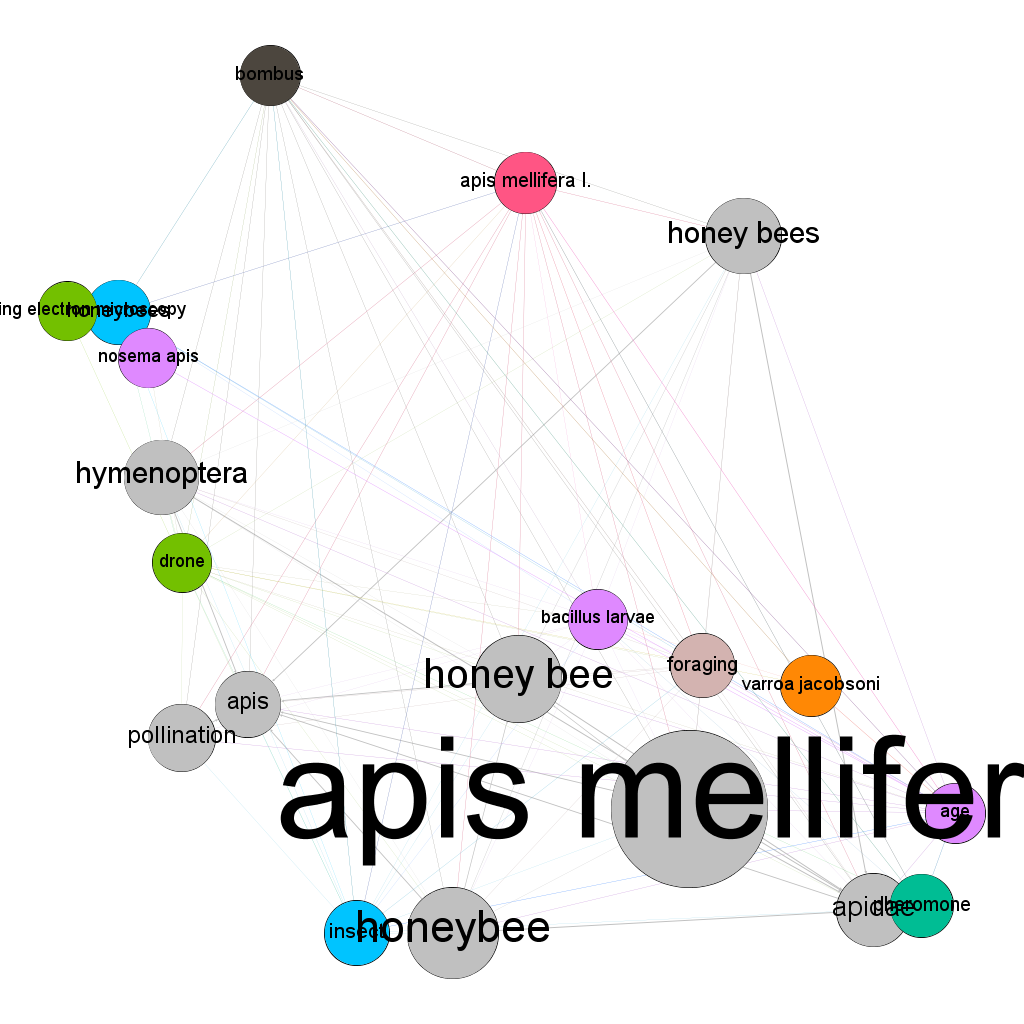 bombus
apis mellifera l.
honey bees
ing electron microscopy
honeybees
nosema apis
hymenoptera
drone
bacillus larvae
honey bee
foraging
varroa jacobsoni
apis
pollination
apis mellifer
age
apidae
pheromone
insect
honeybee